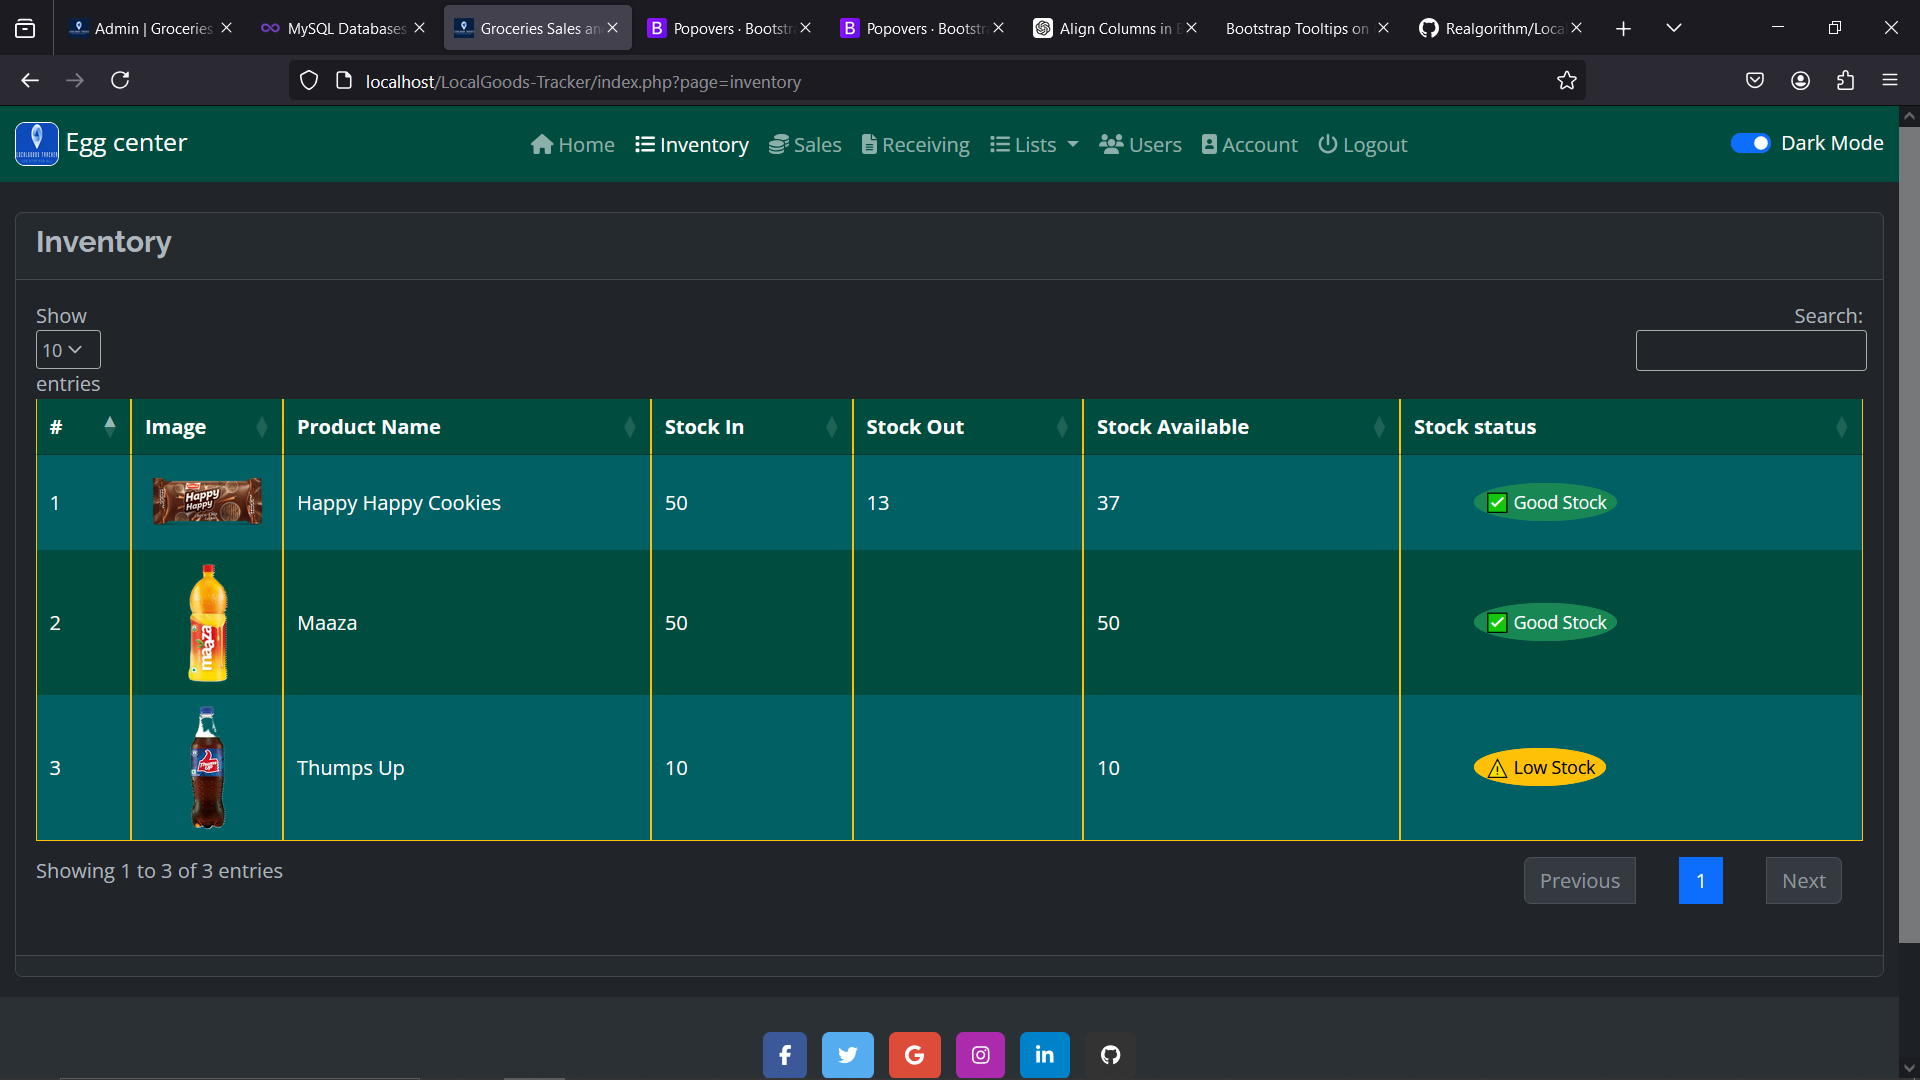 Admin | Groceries
MySQL Databases
Groceries Sales an
Popovers · Bootstr
Popovers · Bootstr
Align Columns in
Bootstrap Tooltips on
Realgorithm/Loca
localhost/LocalGoods-Tracker/index.php?page=inventory
Egg center
Home
Inventory
Sales
Receiving
Lists
Users
Account
Logout
Dark Mode
Inventory
Show
10
entries
Search:
# Image Product Name Stock In Stock Out Stock Available Stock status
1 Happy Happy Happy Happy Cookies 50 13 37 ✅ Good Stock
2 maaza Maaza 50 50 ✅ Good Stock
3 Thumps Up 10 10 ⚠ Low Stock
Showing 1 to 3 of 3 entries
Previous 1 Next